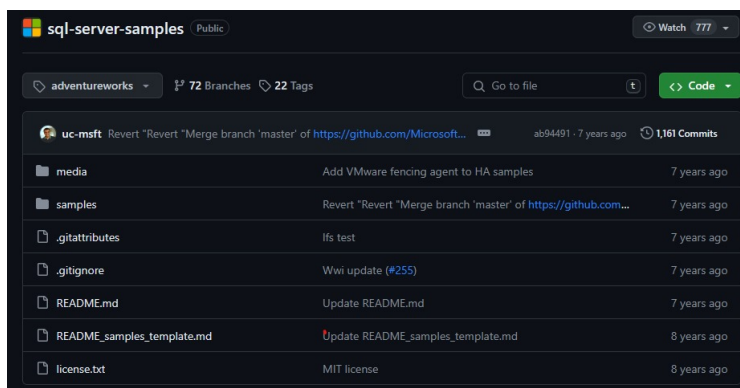 sql-server-samples Public Watch 777
adventureworks 72 Branches 22 Tags Go to file t <> Code
uc-msft Revert "Revert "Merge branch 'master' of https://github.com/Microsoft... ab94491 · 7 years ago 1,161 Commits
media Add VMware fencing agent to HA samples 7 years ago
samples Revert "Revert "Merge branch 'master' of https://github.com... 7 years ago
.gitattributes lfs test 7 years ago
.gitignore Wwi update (#255) 7 years ago
README.md Update README.md 7 years ago
README_samples_template.md Update README_samples_template.md 8 years ago
license.txt MIT license 8 years ago